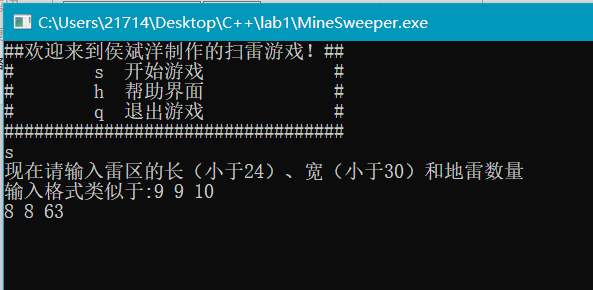 C:\Users\21714\Desktop\C++\lab1\MineSweeper.exe
##欢迎来到侯斌洋制作的扫雷游戏！##
# s 开始游戏 #
# h 帮助界面 #
# q 退出游戏 #
##################################
s
现在请输入雷区的长（小于24）、宽（小于30）和地雷数量
输入格式类似于:9 9 10
8 8 63